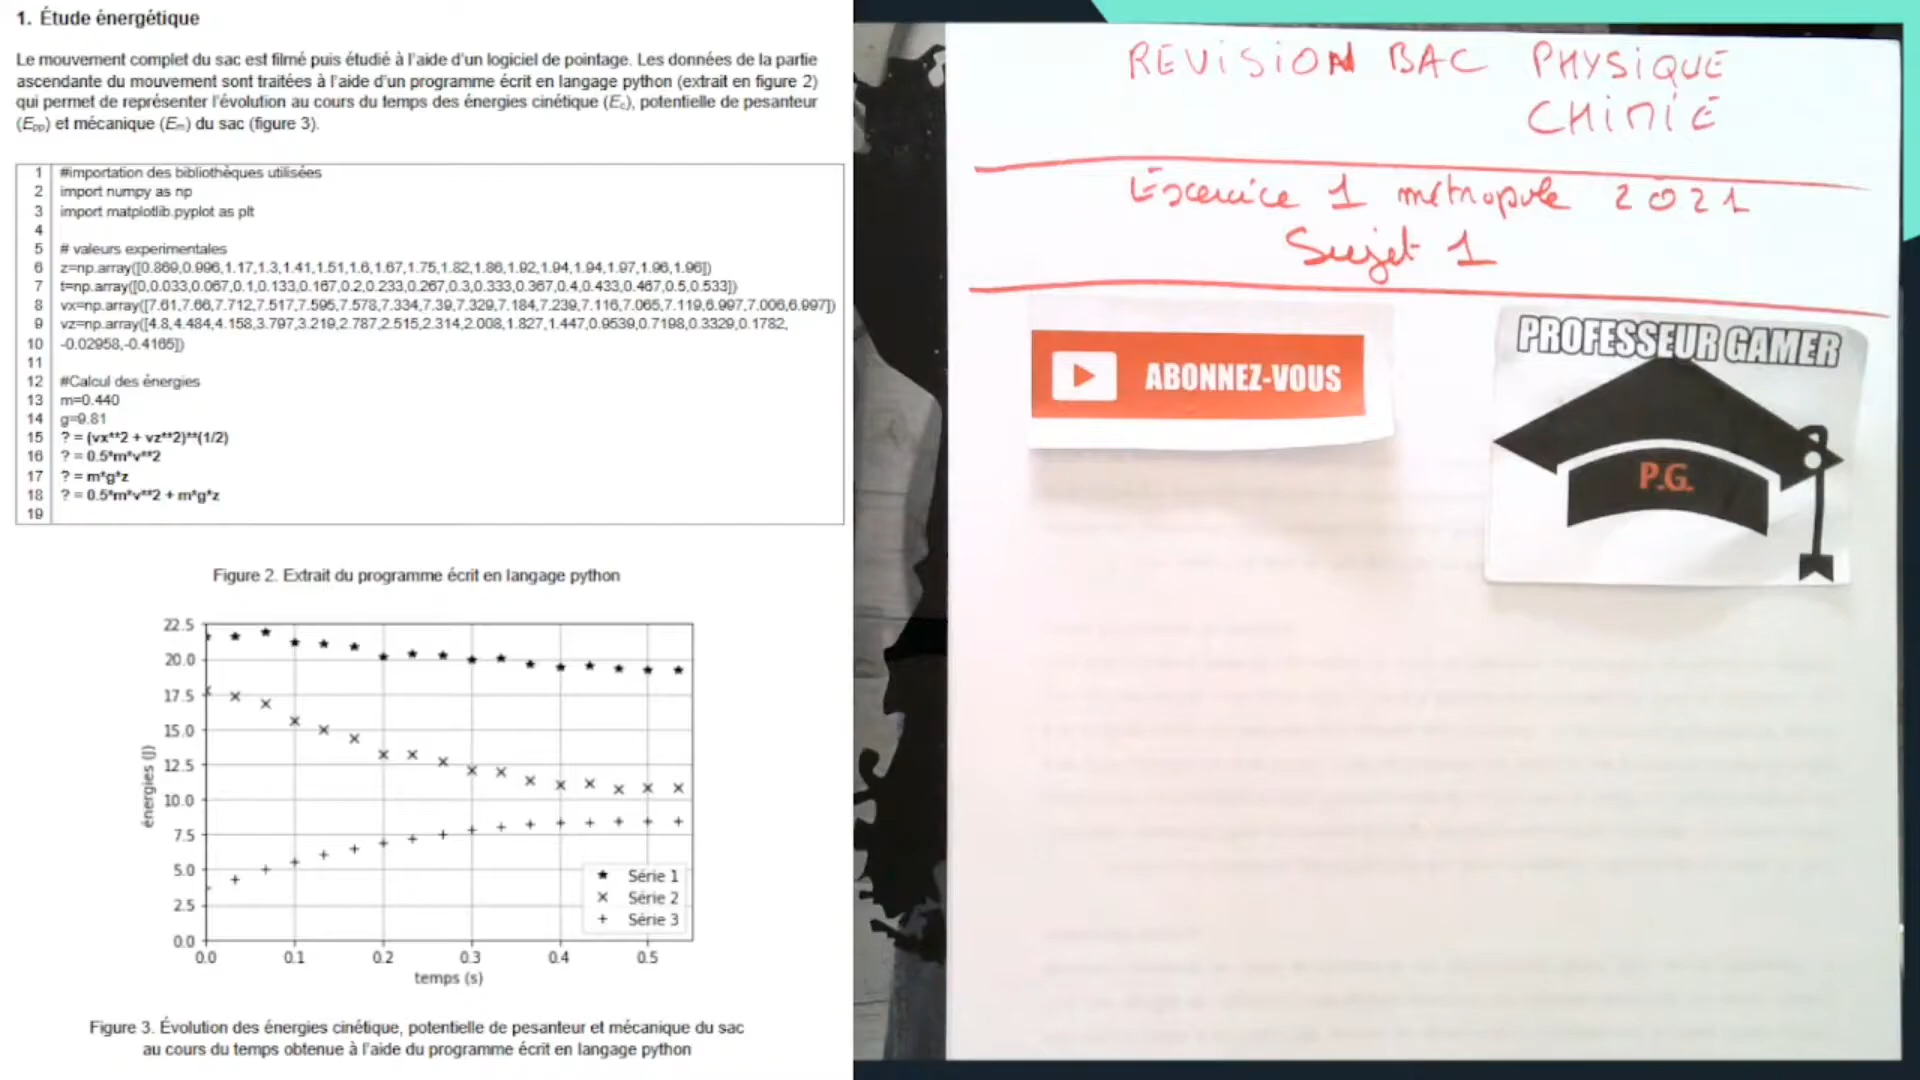 1. Étude énergétique
Le mouvement complet du sac est filmé puis étudié à l'aide d'un logiciel de pointage. Les données de la partie
ascendante du mouvement sont traitées à l'aide d'un programme écrit en langage python (extrait en figure 2)
qui permet de représenter l'évolution au cours du temps des énergies cinétique (Ec), potentielle de pesanteur
(Epp) et mécanique (Em) du sac (figure 3).
1 #importation des bibliothèques utilisées
2 import numpy as np
3 import matplotlib.pyplot as plt
4
5 # valeurs experimentales
6 z=np.array([0.869,0.996,1.17,1.3,1.41,1.51,1.6,1.67,1.75,1.82,1.86,1.92,1.94,1.94,1.97,1.96,1.96])
7 t=np.array([0,0.033,0.067,0.1,0.133,0.167,0.2,0.233,0.267,0.3,0.333,0.367,0.4,0.433,0.467,0.5,0.533])
8 vx=np.array([7.61,7.66,7.712,7.517,7.595,7.578,7.334,7.39,7.329,7.184,7.239,7.116,7.065,7.119,6.997,7.006,6.997])
9 vz=np.array([4.8,4.484,4.158,3.797,3.219,2.787,2.515,2.314,2.008,1.827,1.447,0.9539,0.7198,0.3329,0.1782,
10 -0.02958,-0.4165])
11
12 #Calcul des énergies
13 m=0.440
14 g=9.81
15 ? = (vx**2 + vz**2)**(1/2)
16 ? = 0.5*m*v**2
17 ? = m*g*z
18 ? = 0.5*m*v**2 + m*g*z
19
Figure 2. Extrait du programme écrit en langage python
22.5
20.0
17.5
15.0
12.5
10.0
7.5
5.0
2.5
0.0
énergies (J)
Série 1
Série 2
Série 3
0.0 0.1 0.2 0.3 0.4 0.5
temps (s)
Figure 3. Évolution des énergies cinétique, potentielle de pesanteur et mécanique du sac
au cours du temps obtenue à l'aide du programme écrit en langage python
REVISION BAC PHYSIQUE
CHIMIE
Exercice 1 métropole 2021
Sujet 1
ABONNEZ-VOUS
PROFESSEUR GAMER
P.G.